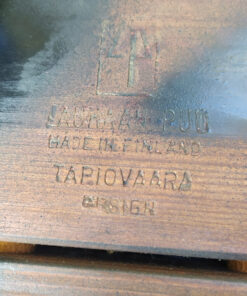 LAUKAAN PUU
MADE IN FINLAND
TAPIOVAARA
DESIGN